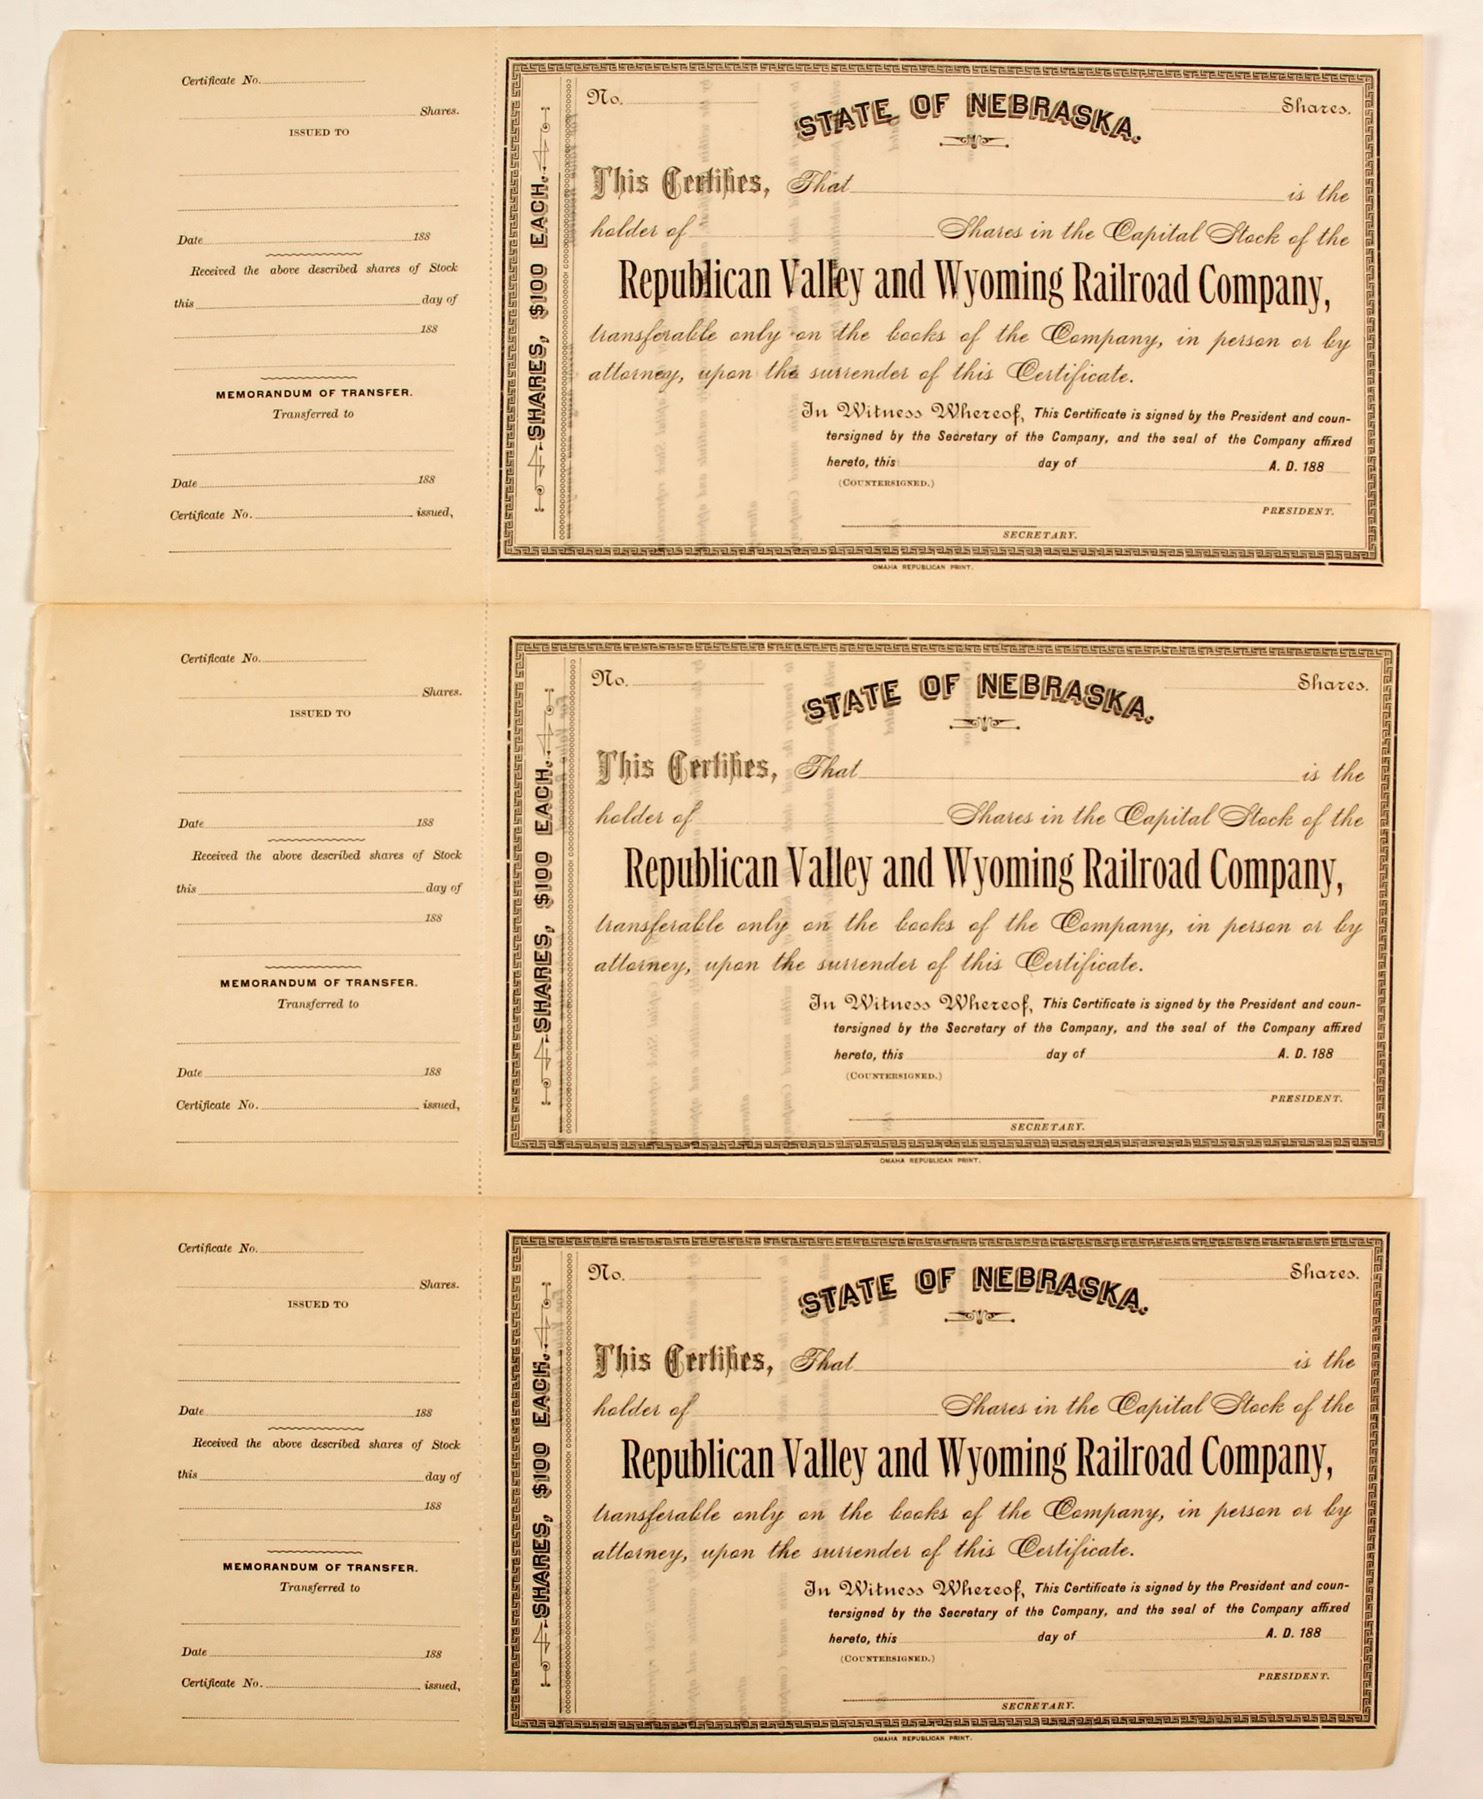 Certificate No.
Shares.
ISSUED TO
Date 188
Received the above described shares of Stock
this day of
188
MEMORANDUM OF TRANSFER.
Transferred to
Date 188
Certificate No. issued,
SHARES, $100 EACH.
No. STATE OF NEBRASKA. Shares.
This Certifies, That is the
holder of Shares in the Capital Stock of the
Republican Valley and Wyoming Railroad Company,
transferable only on the books of the Company, in person or by
attorney, upon the surrender of this Certificate.
In Witness Whereof, This Certificate is signed by the President and coun-
tersigned by the Secretary of the Company, and the seal of the Company affixed
hereto, this day of A. D. 188
(COUNTERSIGNED.)
PRESIDENT.
SECRETARY.
OMAHA REPUBLICAN PRINT.
Certificate No.
Shares.
ISSUED TO
Date 188
Received the above described shares of Stock
this day of
188
MEMORANDUM OF TRANSFER.
Transferred to
Date 188
Certificate No. issued,
SHARES, $100 EACH.
No. STATE OF NEBRASKA. Shares.
This Certifies, That is the
holder of Shares in the Capital Stock of the
Republican Valley and Wyoming Railroad Company,
transferable only on the books of the Company, in person or by
attorney, upon the surrender of this Certificate.
In Witness Whereof, This Certificate is signed by the President and coun-
tersigned by the Secretary of the Company, and the seal of the Company affixed
hereto, this day of A. D. 188
(COUNTERSIGNED.)
PRESIDENT.
SECRETARY.
OMAHA REPUBLICAN PRINT.
Certificate No.
Shares.
ISSUED TO
Date 188
Received the above described shares of Stock
this day of
188
MEMORANDUM OF TRANSFER.
Transferred to
Date 188
Certificate No. issued,
SHARES, $100 EACH.
No. STATE OF NEBRASKA. Shares.
This Certifies, That is the
holder of Shares in the Capital Stock of the
Republican Valley and Wyoming Railroad Company,
transferable only on the books of the Company, in person or by
attorney, upon the surrender of this Certificate.
In Witness Whereof, This Certificate is signed by the President and coun-
tersigned by the Secretary of the Company, and the seal of the Company affixed
hereto, this day of A. D. 188
(COUNTERSIGNED.)
PRESIDENT.
SECRETARY.
OMAHA REPUBLICAN PRINT.